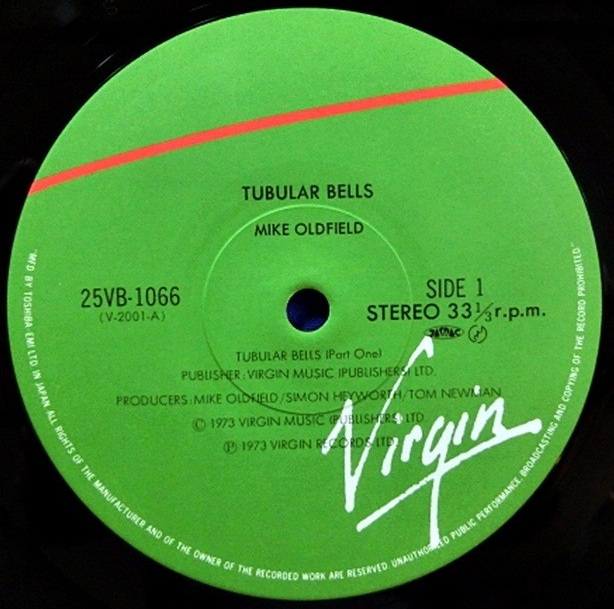 TUBULAR BELLS
MIKE OLDFIELD
25VB-1066
(V-2001-A)
SIDE 1
STEREO 33 1/3 r.p.m.
JASRAC
TUBULAR BELLS (Part One)
PUBLISHER : VIRGIN MUSIC (PUBLISHERS) LTD.
PRODUCERS : MIKE OLDFIELD / SIMON HEYWORTH / TOM NEWMAN
© 1973 VIRGIN MUSIC (PUBLISHERS) LTD.
℗ 1973 VIRGIN RECORDS LTD.
Virgin
"MFD. BY TOSHIBA EMI LTD. IN JAPAN ALL RIGHTS OF THE MANUFACTURER AND OF THE OWNER OF THE RECORDED WORK ARE RESERVED. UNAUTHORIZED PUBLIC PERFORMANCE, BROADCASTING AND COPYING OF THE RECORD PROHIBITED."